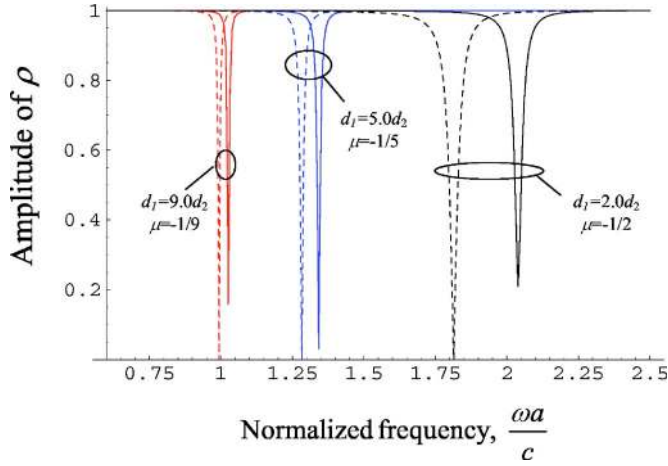 1
0.8
0.6
0.4
0.2
Amplitude of ρ
d₁=5.0d₂
μ=-1/5
d₁=9.0d₂
μ=-1/9
d₁=2.0d₂
μ=-1/2
0.75 1 1.25 1.5 1.75 2 2.25 2.5
Normalized frequency, ωa/c